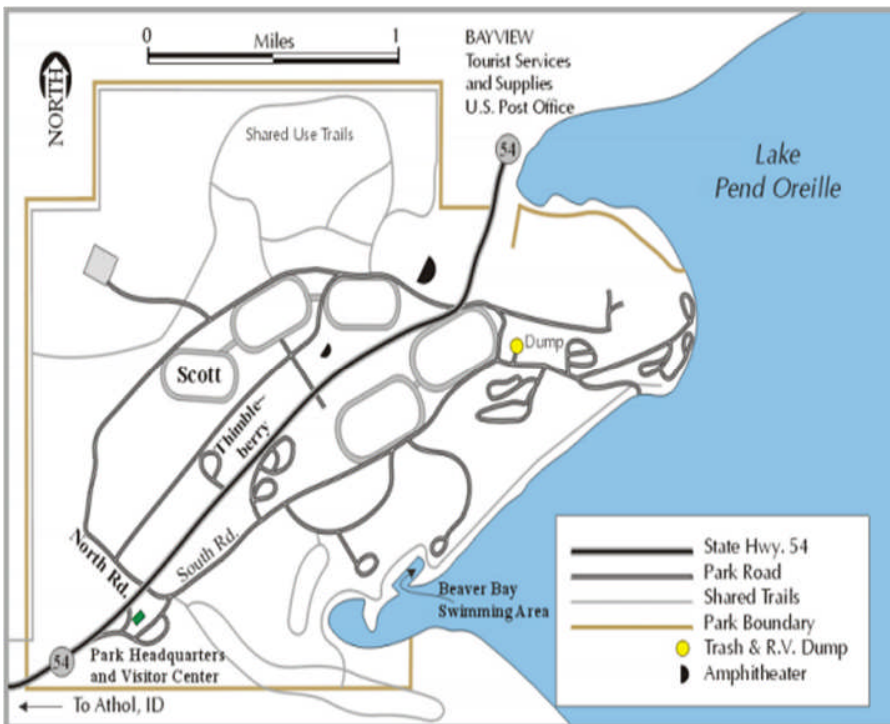 0 1
Miles
NORTH
BAYVIEW
Tourist Services
and Supplies
U.S. Post Office
54
Shared Use Trails
Lake
Pend Oreille
Dump
Scott
Thimble-
berry
North Rd.
South Rd.
Beaver Bay
Swimming Area
54
Park Headquarters
and Visitor Center
To Athol, ID
State Hwy. 54
Park Road
Shared Trails
Park Boundary
Trash & R.V. Dump
Amphitheater